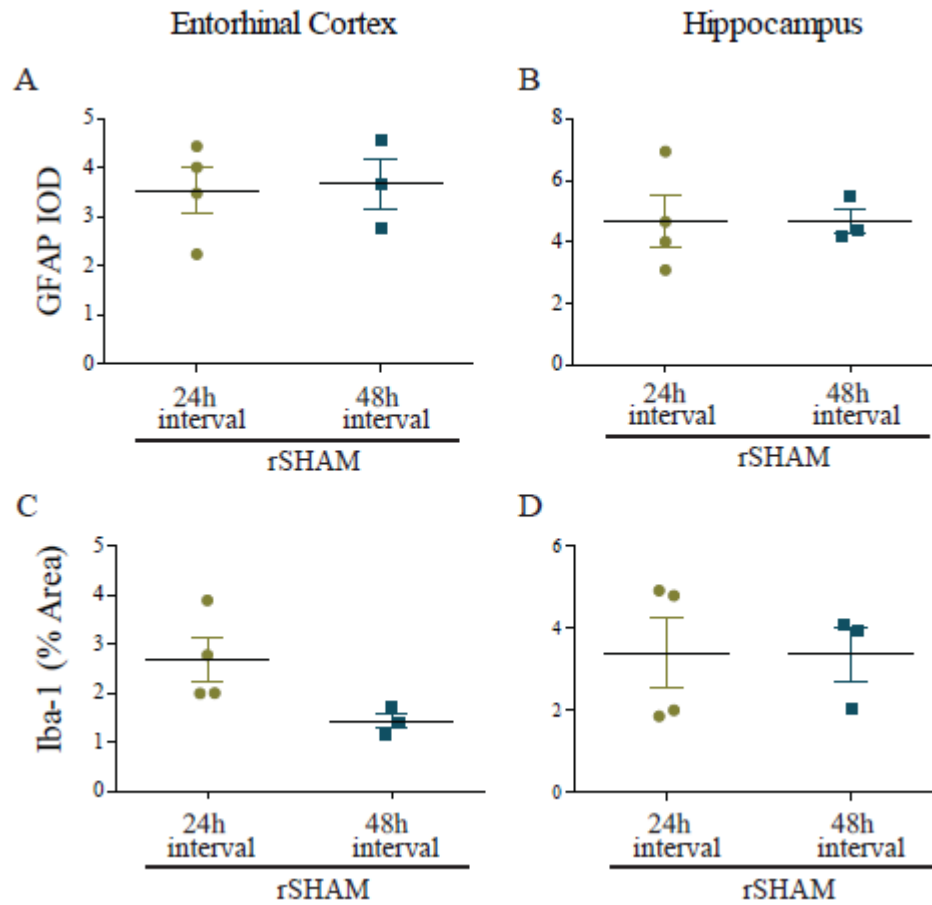 Entorhinal Cortex
Hippocampus
A
GFAP IOD
5
4
3
2
1
0
24h
interval
48h
interval
rSHAM
B
8
6
4
2
0
24h
interval
48h
interval
rSHAM
C
Iba-1 (% Area)
5
4
3
2
1
0
24h
interval
48h
interval
rSHAM
D
6
4
2
0
24h
interval
48h
interval
rSHAM